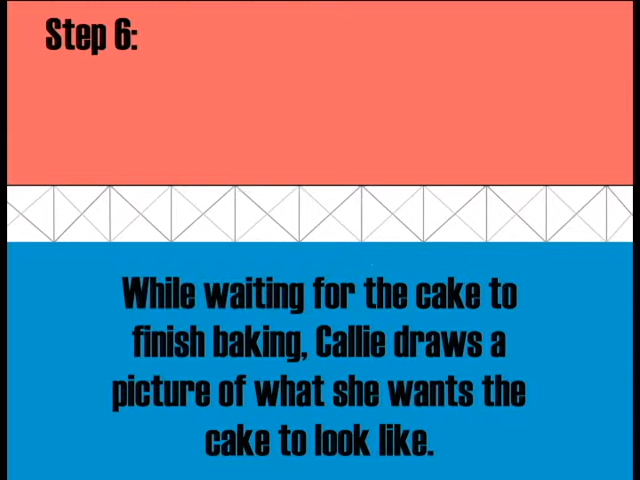 Step 6:
While waiting for the cake to
finish baking, Callie draws a
picture of what she wants the
cake to look like.